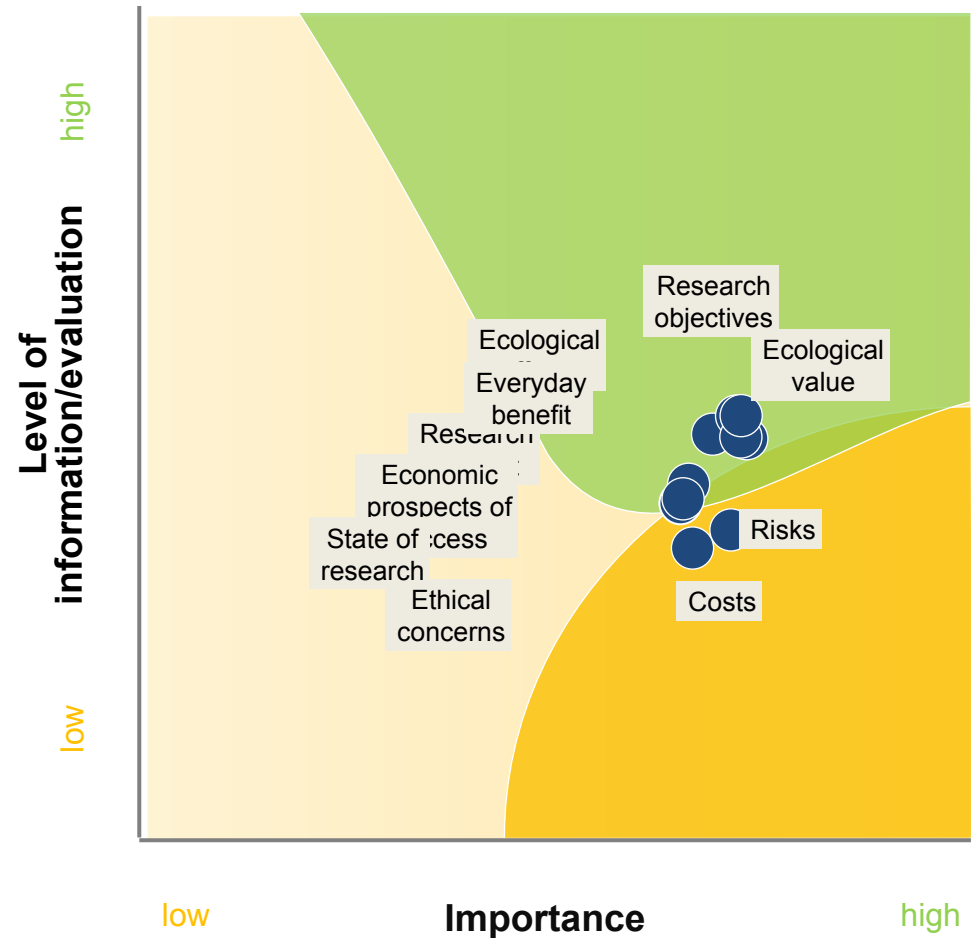 high
Level of
information/evaluation
low
Research
objectives
Ecological
value
Ecological
Everyday
benefit
Research
Economic
prospects of
State of
research
Ethical
concerns
Risks
Costs
low
Importance
high